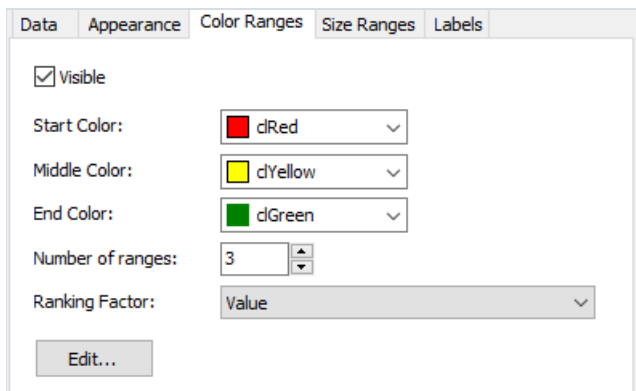 Data Appearance Color Ranges Size Ranges Labels
Visible
Start Color: clRed
Middle Color: clYellow
End Color: clGreen
Number of ranges: 3
Ranking Factor: Value
Edit...